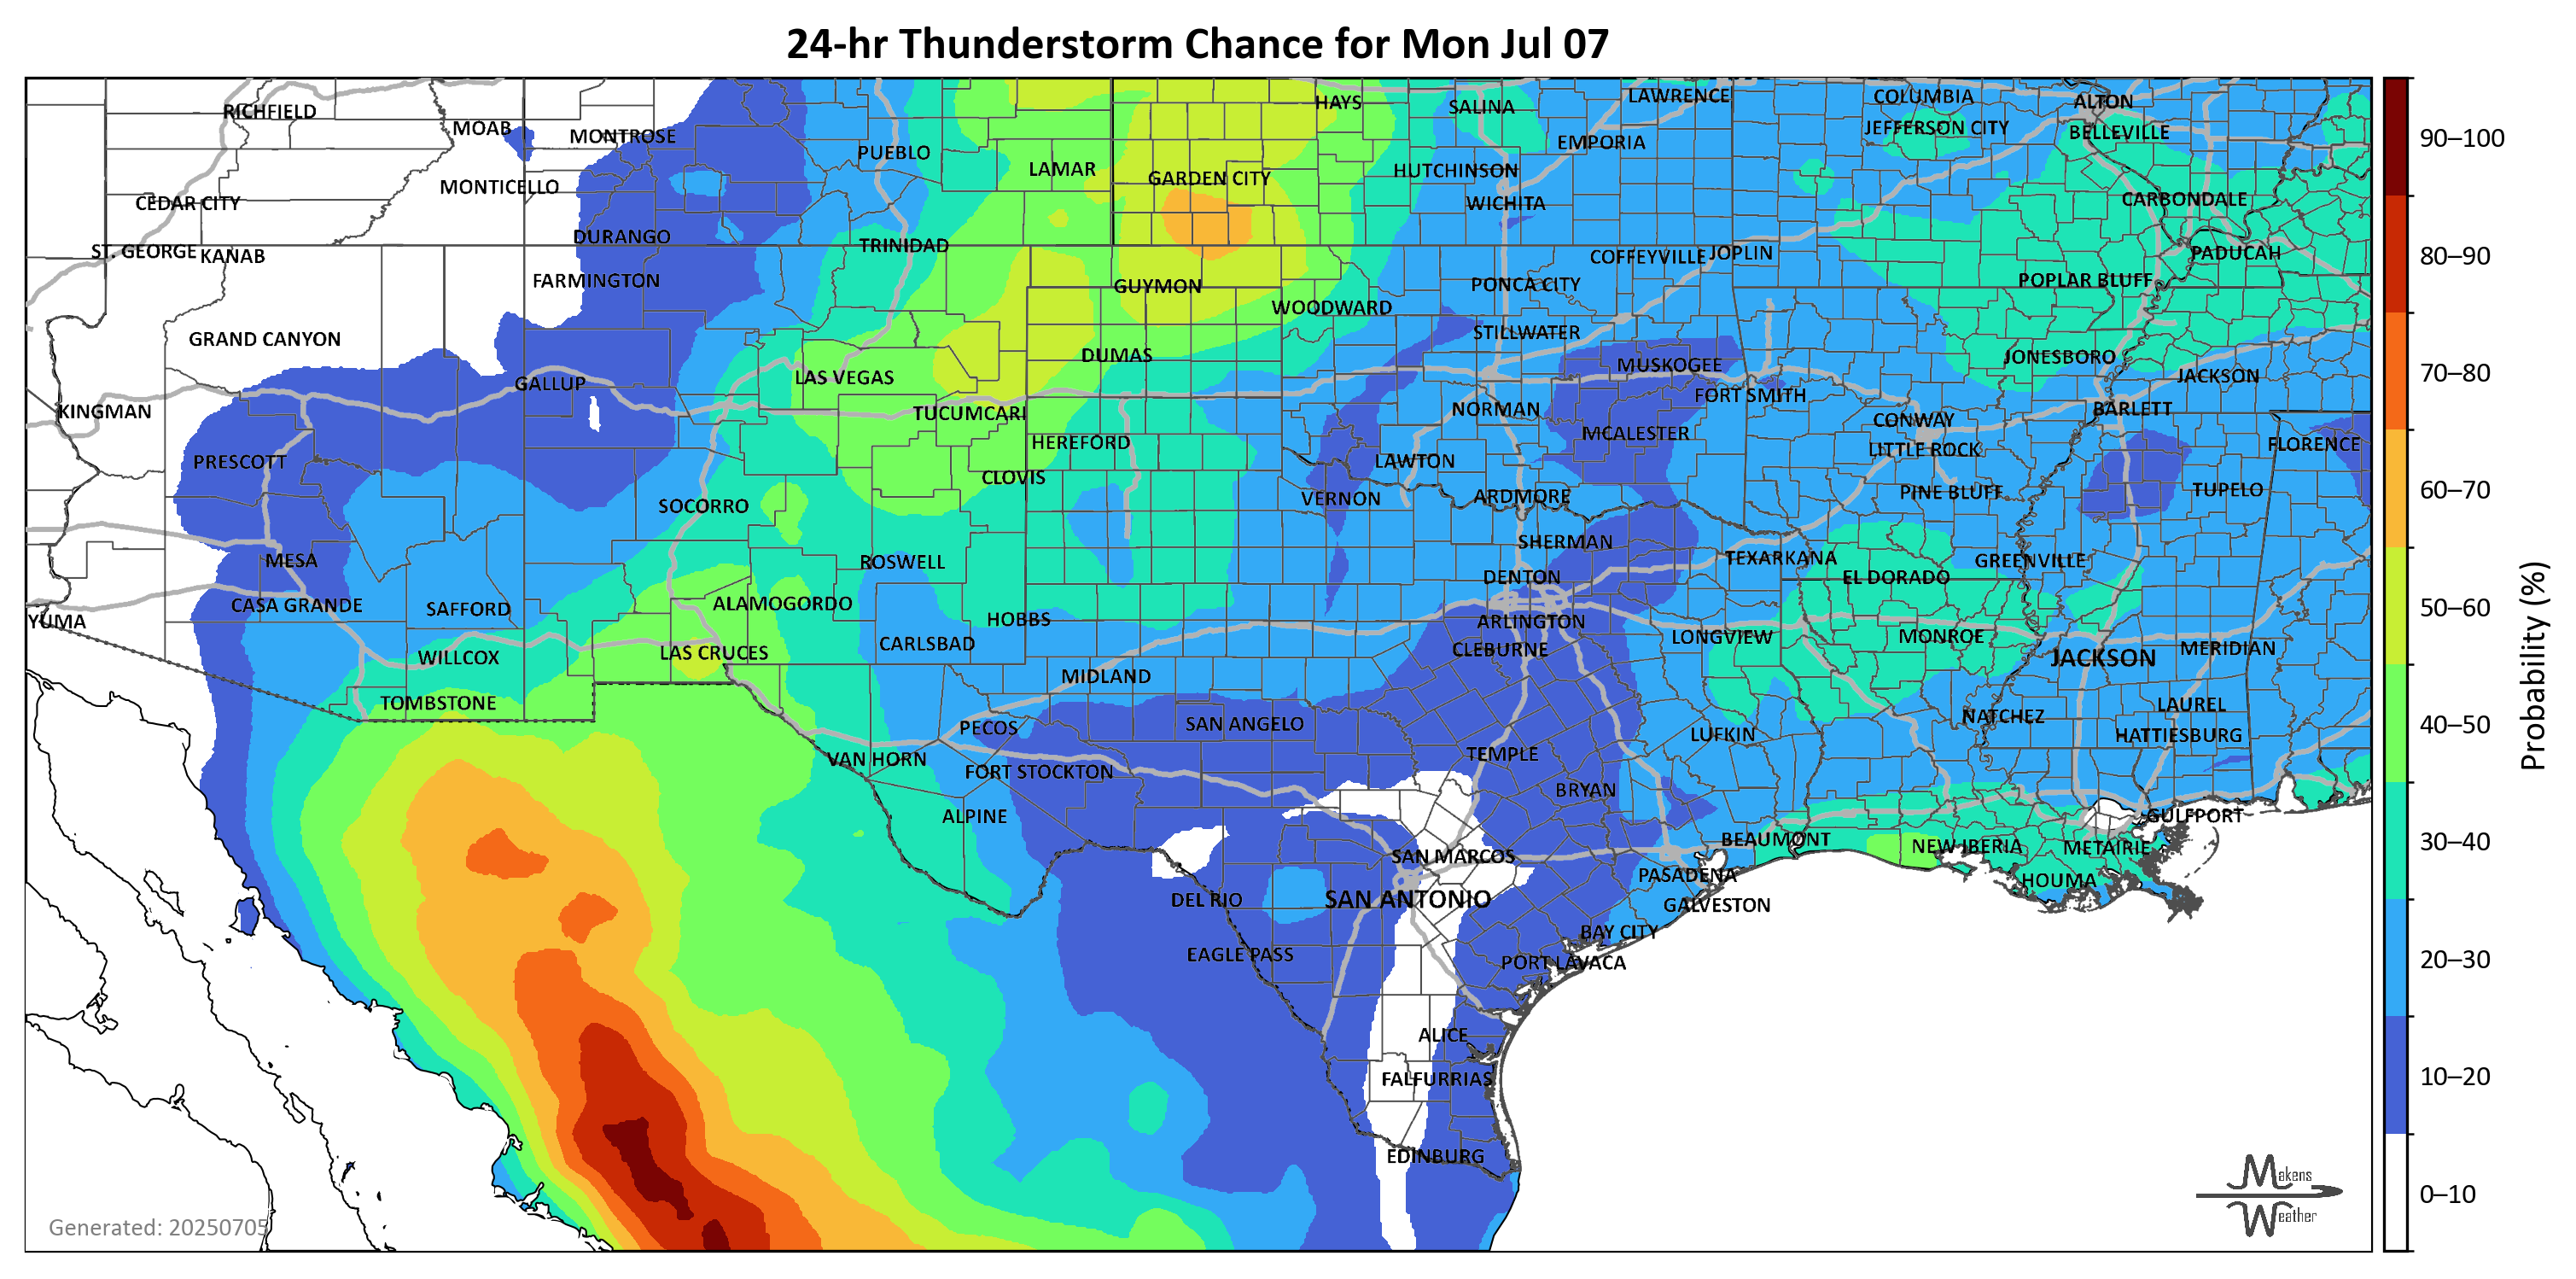 24-hr Thunderstorm Chance for Mon Jul 07
RICHFIELD
MOAB
MONTROSE
PUEBLO
LAMAR
GARDEN CITY
HAYS
SALINA
LAWRENCE
COLUMBIA
ALTON
JEFFERSON CITY
BELLEVILLE
EMPORIA
HUTCHINSON
WICHITA
MONTICELLO
CEDAR CITY
CARBONDALE
DURANGO
TRINIDAD
ST. GEORGE
KANAB
COFFEYVILLE
JOPLIN
PADUCAH
FARMINGTON
GUYMON
PONCA CITY
POPLAR BLUFF
WOODWARD
GRAND CANYON
STILLWATER
DUMAS
MUSKOGEE
JONESBORO
LAS VEGAS
GALLUP
JACKSON
FORT SMITH
KINGMAN
TUCUMCARI
NORMAN
BARLETT
CONWAY
HEREFORD
MCALESTER
LITTLE ROCK
FLORENCE
PRESCOTT
CLOVIS
LAWTON
VERNON
ARDMORE
PINE BLUFF
TUPELO
SOCORRO
SHERMAN
MESA
ROSWELL
TEXARKANA
GREENVILLE
DENTON
EL DORADO
CASA GRANDE
SAFFORD
ALAMOGORDO
HOBBS
YUMA
ARLINGTON
CARLSBAD
CLEBURNE
LONGVIEW
MONROE
WILLCOX
LAS CRUCES
JACKSON
MERIDIAN
MIDLAND
TOMBSTONE
PECOS
SAN ANGELO
NATCHEZ
LAUREL
LUFKIN
HATTIESBURG
VAN HORN
TEMPLE
FORT STOCKTON
BRYAN
ALPINE
GULFPORT
BEAUMONT
NEW IBERIA
METAIRIE
SAN MARCOS
PASADENA
HOUMA
DEL RIO
SAN ANTONIO
GALVESTON
BAY CITY
EAGLE PASS
PORT LAVACA
ALICE
FALFURRIAS
EDINBURG
Generated: 20250705
Makens
Weather
90–100
80–90
70–80
60–70
50–60
40–50
30–40
20–30
10–20
0–10
Probability (%)